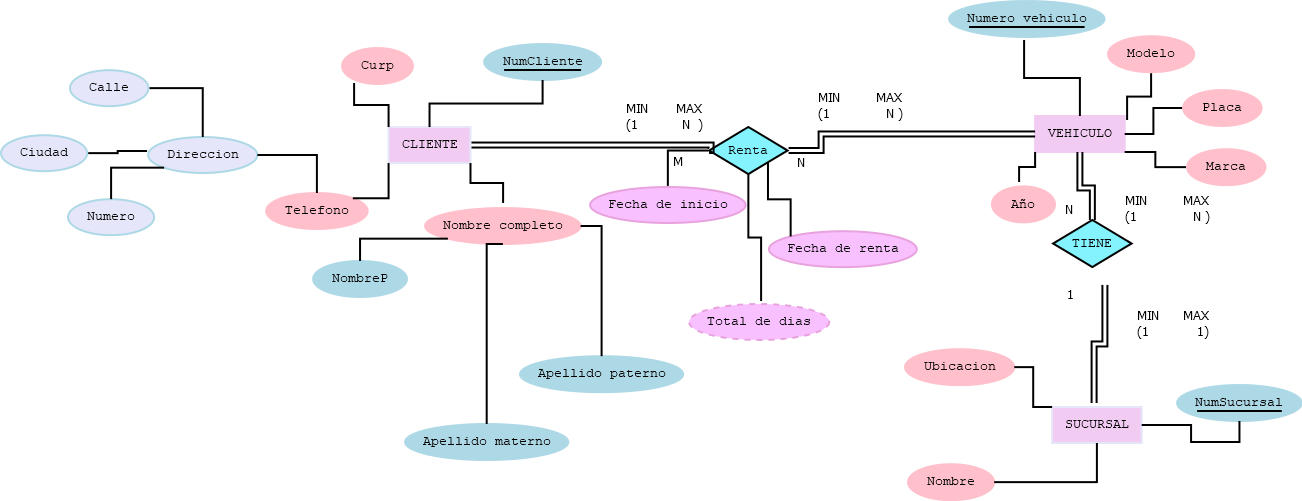 Numero vehiculo
Curp
NumCliente
Modelo
Calle
MIN MAX
(1 N )
MIN MAX
(1 N )
Placa
CLIENTE
Renta
VEHICULO
Ciudad
Direccion
M
N
Marca
Numero
Telefono
Nombre completo
Fecha de inicio
Año
N
MIN MAX
(1 N )
Fecha de renta
TIENE
NombreP
1
Total de dias
MIN MAX
(1 1)
Ubicacion
Apellido paterno
NumSucursal
SUCURSAL
Apellido materno
Nombre